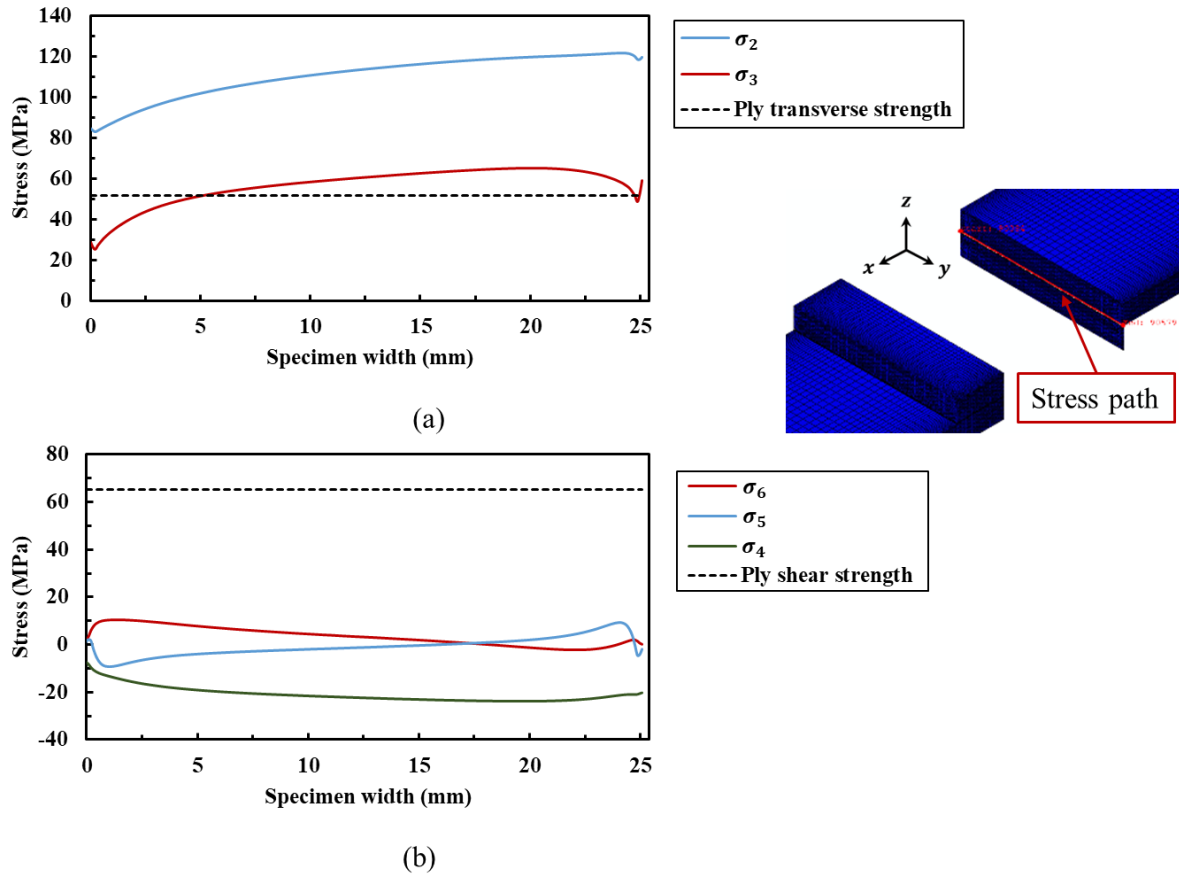 140
120
100
80
60
40
20
0
Stress (MPa)
0 5 10 15 20 25
Specimen width (mm)
σ2
σ3
Ply transverse strength
(a)
z
x y
Stress path
80
60
40
20
0
-20
-40
Stress (MPa)
0 5 10 15 20 25
Specimen width (mm)
σ6
σ5
σ4
Ply shear strength
(b)